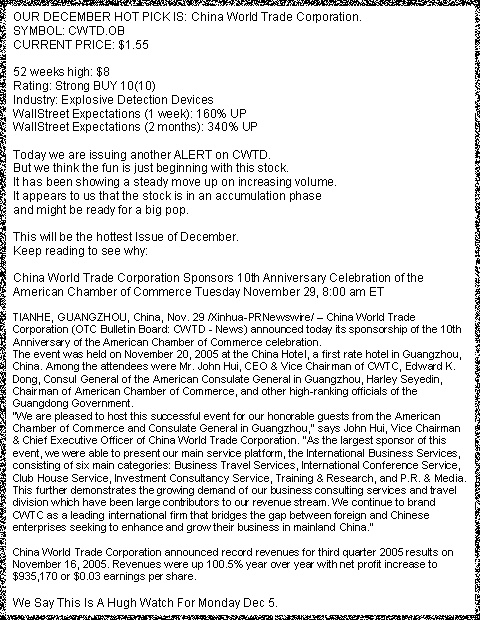 OUR DECEMBER HOT PICK IS: China World Trade Corporation.
SYMBOL: CWTD.OB
CURRENT PRICE: $1.55
52 weeks high: $8
Rating: Strong BUY 10(10)
Industry: Explosive Detection Devices
WallStreet Expectations (1 week): 160% UP
WallStreet Expectations (2 months): 340% UP
Today we are issuing another ALERT on CWTD.
But we think the fun is just beginning with this stock.
It has been showing a steady move up on increasing volume.
It appears to us that the stock is in an accumulation phase
and might be ready for a big pop.
This will be the hottest Issue of December.
Keep reading to see why:
China World Trade Corporation Sponsors 10th Anniversary Celebration of the
American Chamber of Commerce Tuesday November 29, 8:00 am ET
TIANHE, GUANGZHOU, China, Nov. 29 /Xinhua-PRNewswire/ – China World Trade
Corporation (OTC Bulletin Board: CWTD - News) announced today its sponsorship of the 10th
Anniversary of the American Chamber of Commerce celebration.
The event was held on November 20, 2005 at the China Hotel, a first rate hotel in Guangzhou,
China. Among the attendees were Mr. John Hui, CEO & Vice Chairman of CWTC, Edward K.
Dong, Consul General of the American Consulate General in Guangzhou, Harley Seyedin,
Chairman of American Chamber of Commerce, and other high-ranking officials of the
Guangdong Government.
"We are pleased to host this successful event for our honorable guests from the American
Chamber of Commerce and Consulate General in Guangzhou," says John Hui, Vice Chairman
& Chief Executive Officer of China World Trade Corporation. "As the largest sponsor of this
event, we were able to present our main service platform, the International Business Services,
consisting of six main categories: Business Travel Services, International Conference Service,
Club House Service, Investment Consultancy Service, Training & Research, and P.R. & Media.
This further demonstrates the growing demand of our business consulting services and travel
division which have been large contributors to our revenue stream. We continue to brand
CWTC as a leading international firm that bridges the gap between foreign and Chinese
enterprises seeking to enhance and grow their business in mainland China."
China World Trade Corporation announced record revenues for third quarter 2005 results on
November 16, 2005. Revenues were up 100.5% year over year with net profit increase to
$935,170 or $0.03 earnings per share.
We Say This Is A Hugh Watch For Monday Dec 5.